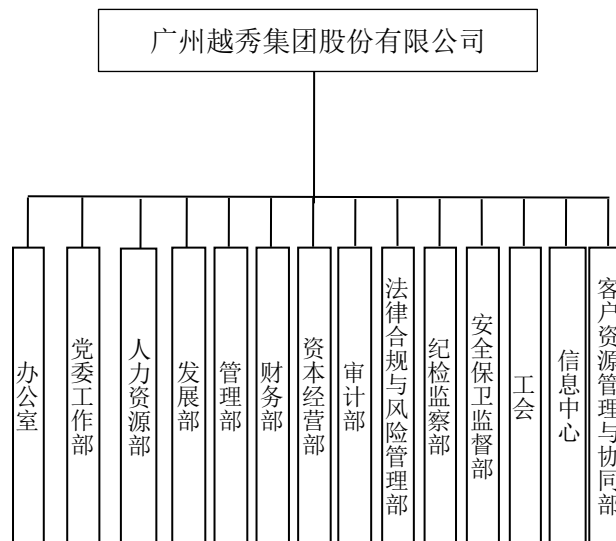 广州越秀集团股份有限公司
办公室
党委工作部
人力资源部
发展部
管理部
财务部
资本经营部
审计部
法律合规与风险管理部
纪检监察部
安全保卫监督部
工会
信息中心
客户资源管理与协同部